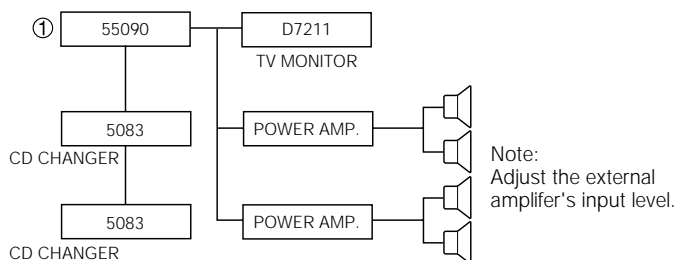 ① 55090 D7211
TV MONITOR
5083 POWER AMP.
CD CHANGER
Note:
Adjust the external
amplifer's input level.
5083 POWER AMP.
CD CHANGER